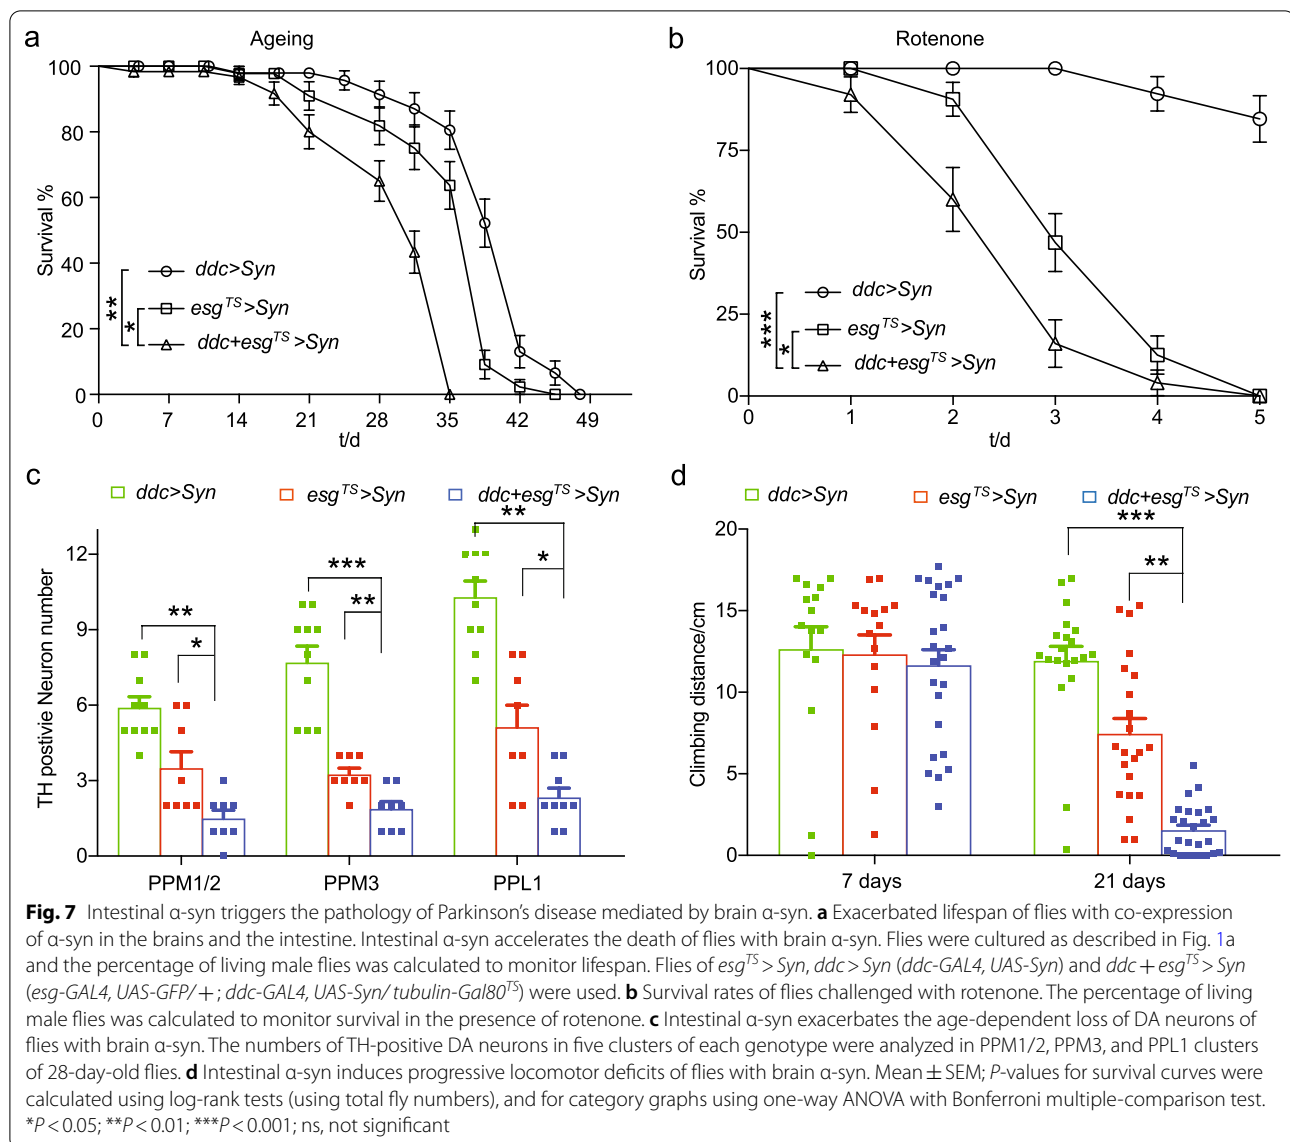 a
Ageing
Survival %
100
80
60
40
20
0
0 7 14 21 28 35 42 49
t/d
** *
ddc>Syn
esgTS>Syn
ddc+esgTS>Syn
b
Rotenone
Survival %
100
75
50
25
0
0 1 2 3 4 5
t/d
*** *
ddc>Syn
esgTS>Syn
ddc+esgTS>Syn
c
ddc>Syn esgTS>Syn ddc+esgTS>Syn
TH postivie Neuron number
12
9
6
3
0
** * *** ** ** *
PPM1/2 PPM3 PPL1
d
ddc>Syn esgTS>Syn ddc+esgTS>Syn
Climbing distance/cm
20
15
10
5
0
*** **
7 days 21 days
Fig. 7 Intestinal α-syn triggers the pathology of Parkinson's disease mediated by brain α-syn. a Exacerbated lifespan of flies with co-expression
of α-syn in the brains and the intestine. Intestinal α-syn accelerates the death of flies with brain α-syn. Flies were cultured as described in Fig. 1a
and the percentage of living male flies was calculated to monitor lifespan. Flies of esgTS > Syn, ddc > Syn (ddc-GAL4, UAS-Syn) and ddc + esgTS > Syn
(esg-GAL4, UAS-GFP/+; ddc-GAL4, UAS-Syn/ tubulin-Gal80TS) were used. b Survival rates of flies challenged with rotenone. The percentage of living
male flies was calculated to monitor survival in the presence of rotenone. c Intestinal α-syn exacerbates the age-dependent loss of DA neurons of
flies with brain α-syn. The numbers of TH-positive DA neurons in five clusters of each genotype were analyzed in PPM1/2, PPM3, and PPL1 clusters
of 28-day-old flies. d Intestinal α-syn induces progressive locomotor deficits of flies with brain α-syn. Mean ± SEM; P-values for survival curves were
calculated using log-rank tests (using total fly numbers), and for category graphs using one-way ANOVA with Bonferroni multiple-comparison test.
*P < 0.05; **P < 0.01; ***P < 0.001; ns, not significant